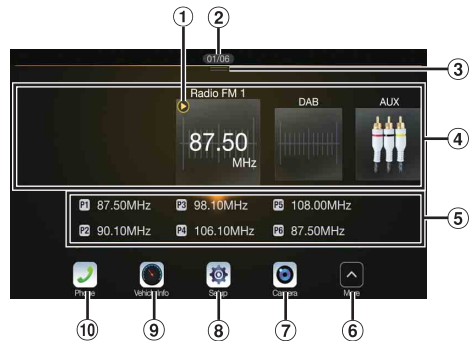 1 2
01/06
3
Radio FM 1
DAB
AUX
87.50
MHz
4
P1 87.50MHz P3 98.10MHz P5 108.00MHz
P2 90.10MHz P4 106.10MHz P6 87.50MHz
5
Phone Vehicle Info Setup Camera More
10 9 8 7 6